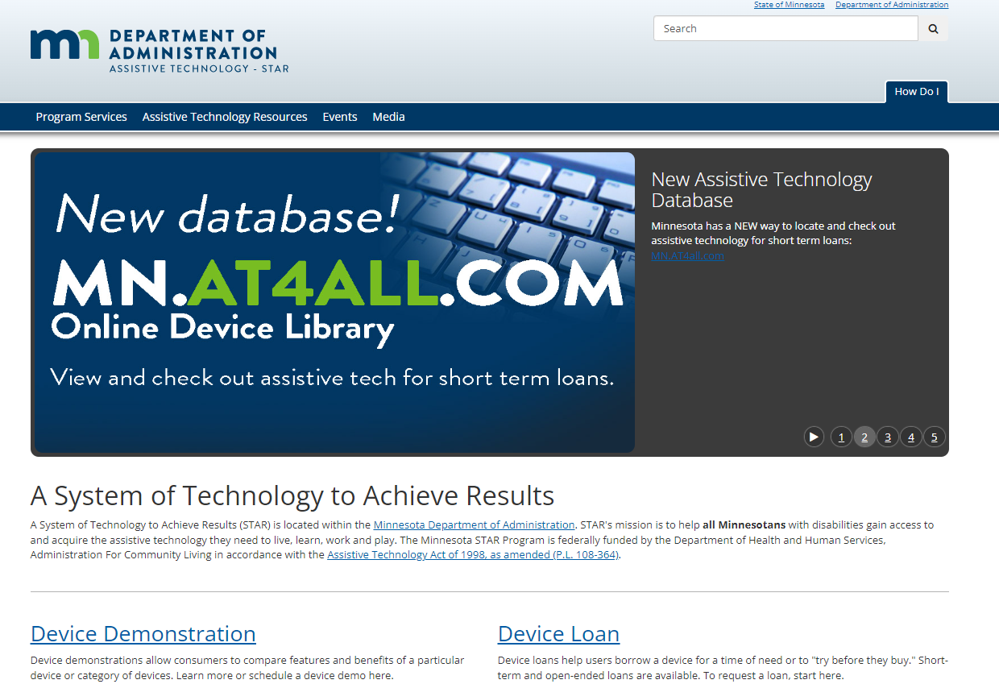 State of Minnesota Department of Administration
Search
mn DEPARTMENT OF
ADMINISTRATION
ASSISTIVE TECHNOLOGY - STAR
How Do I
Program Services Assistive Technology Resources Events Media
New database!
MN.AT4ALL.COM
Online Device Library
View and check out assistive tech for short term loans.
New Assistive Technology
Database
Minnesota has a NEW way to locate and check out
assistive technology for short term loans:
MN.AT4all.com
1 2 3 4 5
A System of Technology to Achieve Results
A System of Technology to Achieve Results (STAR) is located within the Minnesota Department of Administration. STAR's mission is to help all Minnesotans with disabilities gain access to
and acquire the assistive technology they need to live, learn, work and play. The Minnesota STAR Program is federally funded by the Department of Health and Human Services,
Administration For Community Living in accordance with the Assistive Technology Act of 1998, as amended (P.L. 108-364).
Device Demonstration
Device demonstrations allow consumers to compare features and benefits of a particular
device or category of devices. Learn more or schedule a device demo here.
Device Loan
Device loans help users borrow a device for a time of need or to "try before they buy." Short-
term and open-ended loans are available. To request a loan, start here.